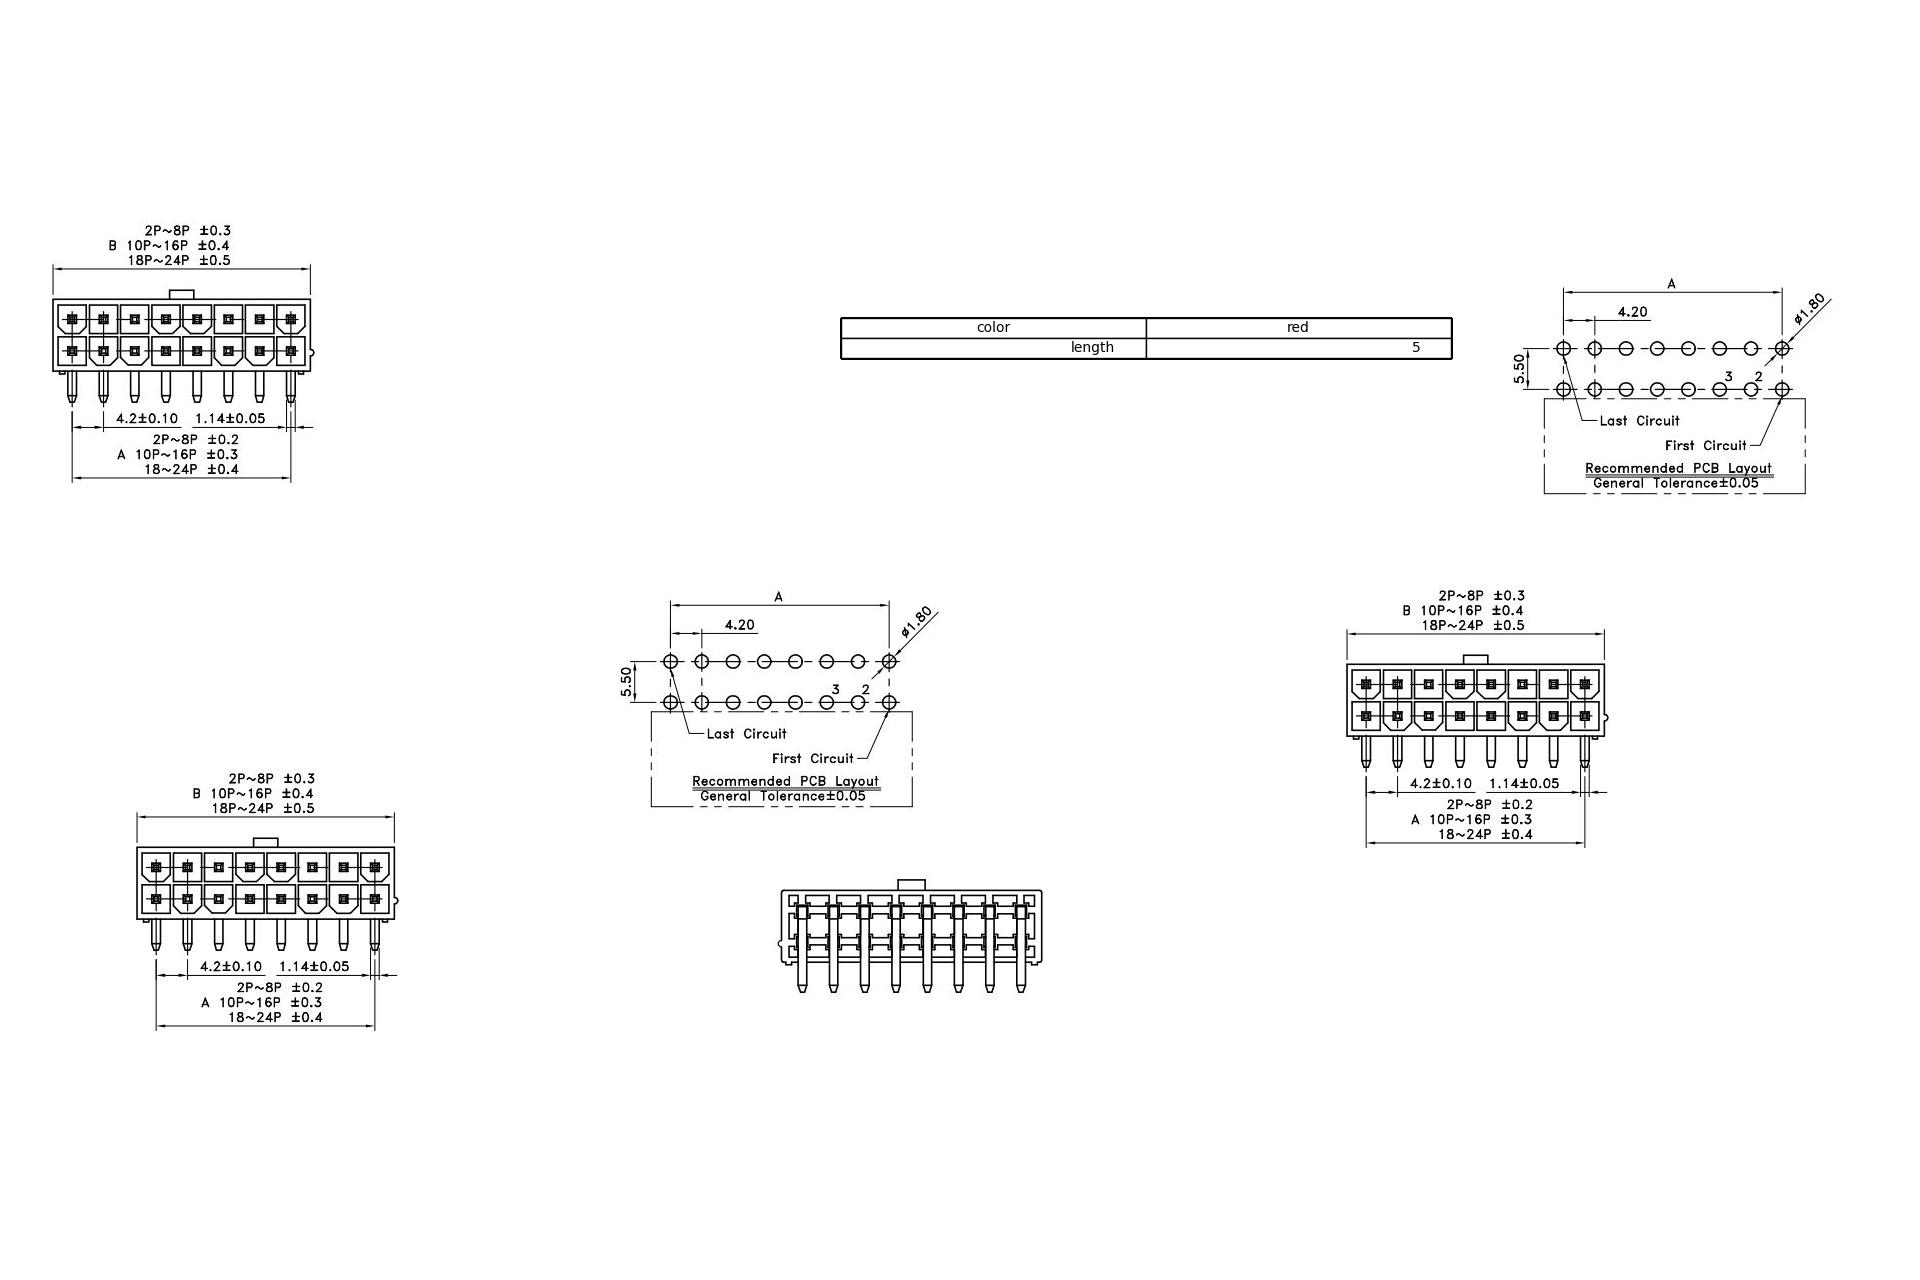 2P~8P ±0.3
B 10P~16P ±0.4
18P~24P ±0.5
4.2±0.10 1.14±0.05
2P~8P ±0.2
A 10P~16P ±0.3
18~24P ±0.4
color red
length 5
A
4.20
ø1.80
5.50
3 2
Last Circuit
First Circuit
Recommended PCB Layout
General Tolerance±0.05
A
4.20
ø1.80
5.50
3 2
Last Circuit
First Circuit
Recommended PCB Layout
General Tolerance±0.05
2P~8P ±0.3
B 10P~16P ±0.4
18P~24P ±0.5
4.2±0.10 1.14±0.05
2P~8P ±0.2
A 10P~16P ±0.3
18~24P ±0.4
2P~8P ±0.3
B 10P~16P ±0.4
18P~24P ±0.5
4.2±0.10 1.14±0.05
2P~8P ±0.2
A 10P~16P ±0.3
18~24P ±0.4